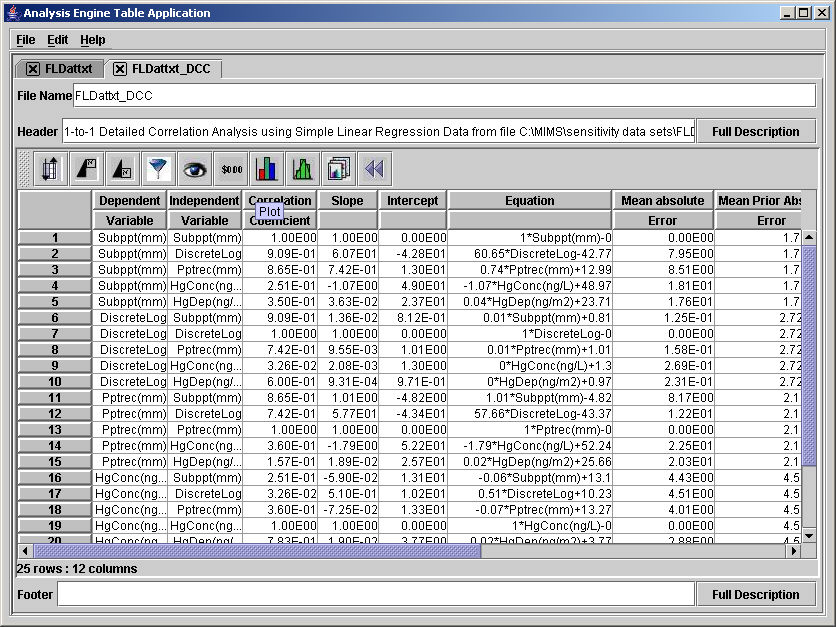 Analysis Engine Table Application
File Edit Help
FLDattxt FLDattxt_DCC
File Name FLDattxt_DCC
Header 1-to-1 Detailed Correlation Analysis using Simple Linear Regression Data from file C:\MIMS\sensitivity data sets\FLD Full Description
$0.00
Plot
Dependent Independent Correlation Slope Intercept Equation Mean absolute Mean Prior Abs
Variable Variable Coefficient Error Error
1 Subppt(mm) Subppt(mm) 1.00E00 1.00E00 0.00E00 1*Subppt(mm)-0 0.00E00 1.7
2 Subppt(mm) DiscreteLog 9.09E-01 6.07E01 -4.28E01 60.65*DiscreteLog-42.77 7.95E00 1.7
3 Subppt(mm) Pptrec(mm) 8.65E-01 7.42E-01 1.30E01 0.74*Pptrec(mm)+12.99 8.51E00 1.7
4 Subppt(mm) HgConc(ng... 2.51E-01 -1.07E00 4.90E01 -1.07*HgConc(ng/L)+48.97 1.81E01 1.7
5 Subppt(mm) HgDep(ng/... 3.50E-01 3.63E-02 2.37E01 0.04*HgDep(ng/m2)+23.71 1.76E01 1.7
6 DiscreteLog Subppt(mm) 9.09E-01 1.36E-02 8.12E-01 0.01*Subppt(mm)+0.81 1.25E-01 2.72
7 DiscreteLog DiscreteLog 1.00E00 1.00E00 0.00E00 1*DiscreteLog-0 0.00E00 2.72
8 DiscreteLog Pptrec(mm) 7.42E-01 9.55E-03 1.01E00 0.01*Pptrec(mm)+1.01 1.58E-01 2.72
9 DiscreteLog HgConc(ng... 3.26E-02 2.08E-03 1.30E00 0*HgConc(ng/L)+1.3 2.69E-01 2.72
10 DiscreteLog HgDep(ng/... 6.00E-01 9.31E-04 9.71E-01 0*HgDep(ng/m2)+0.97 2.31E-01 2.72
11 Pptrec(mm) Subppt(mm) 8.65E-01 1.01E00 -4.82E00 1.01*Subppt(mm)-4.82 8.17E00 2.1
12 Pptrec(mm) DiscreteLog 7.42E-01 5.77E01 -4.34E01 57.66*DiscreteLog-43.37 1.22E01 2.1
13 Pptrec(mm) Pptrec(mm) 1.00E00 1.00E00 0.00E00 1*Pptrec(mm)-0 0.00E00 2.1
14 Pptrec(mm) HgConc(ng... 3.60E-01 -1.79E00 5.22E01 -1.79*HgConc(ng/L)+52.24 2.25E01 2.1
15 Pptrec(mm) HgDep(ng/... 1.57E-01 1.89E-02 2.57E01 0.02*HgDep(ng/m2)+25.66 2.03E01 2.1
16 HgConc(ng... Subppt(mm) 2.51E-01 -5.90E-02 1.31E01 -0.06*Subppt(mm)+13.1 4.43E00 4.5
17 HgConc(ng... DiscreteLog 3.26E-02 5.10E-01 1.02E01 0.51*DiscreteLog+10.23 4.51E00 4.5
18 HgConc(ng... Pptrec(mm) 3.60E-01 -7.25E-02 1.33E01 -0.07*Pptrec(mm)+13.27 4.01E00 4.5
19 HgConc(ng... HgConc(ng... 1.00E00 1.00E00 0.00E00 1*HgConc(ng/L)-0 0.00E00 4.5
20 HgConc(ng... HgDep(ng/... 7.83E-01 1.90E-02 3.77E00 0.02*HgDep(ng/m2)+3.77 2.88E00 4.5
25 rows : 12 columns
Footer Full Description